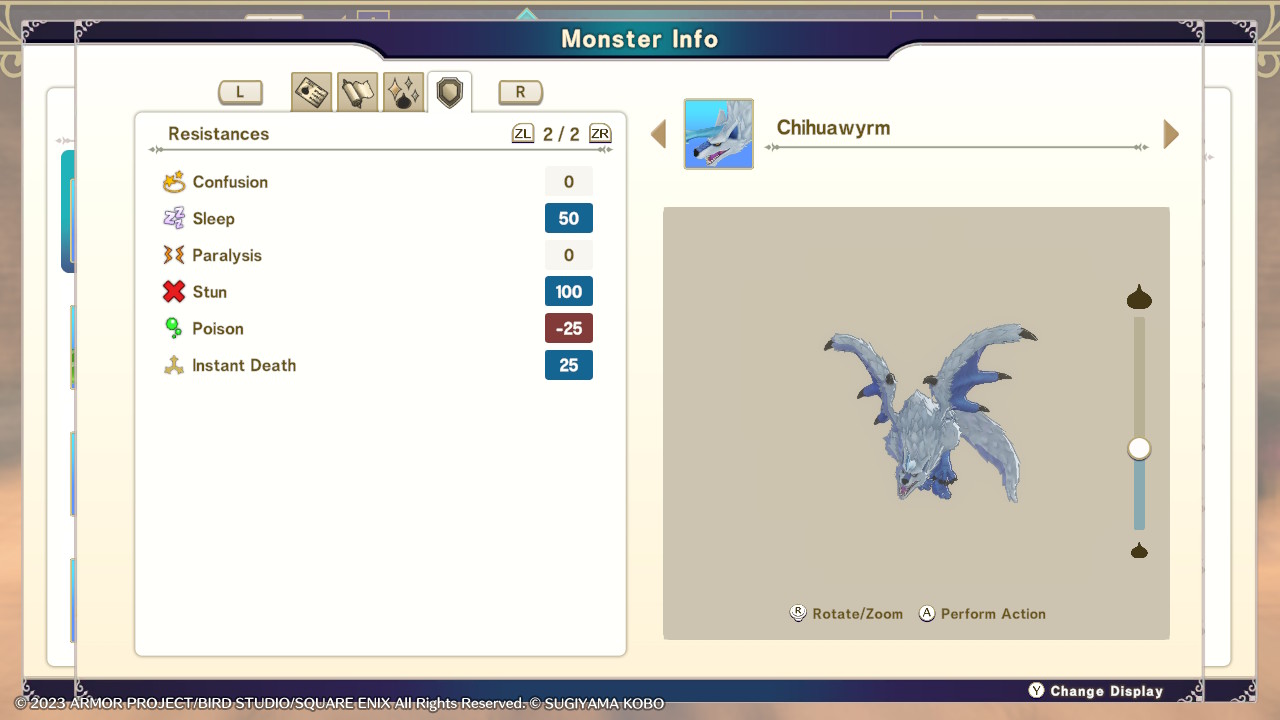 Monster Info
L
R
Resistances
ZL 2 / 2 ZR
Chihuawyrm
Confusion 0
Sleep 50
Paralysis 0
Stun 100
Poison -25
Instant Death 25
R Rotate/Zoom A Perform Action
Y Change Display
© 2023 ARMOR PROJECT/BIRD STUDIO/SQUARE ENIX All Rights Reserved. © SUGIYAMA KOBO